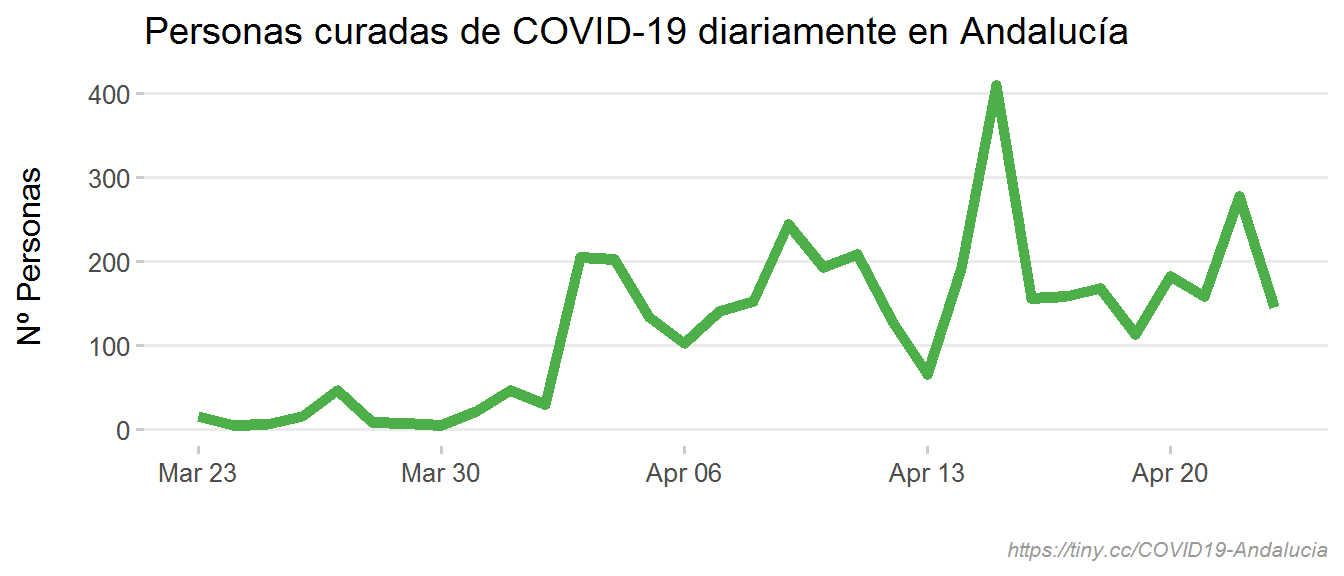 Personas curadas de COVID-19 diariamente en Andalucía
Nº Personas
400
300
200
100
0
Mar 23
Mar 30
Apr 06
Apr 13
Apr 20
https://tiny.cc/COVID19-Andalucia